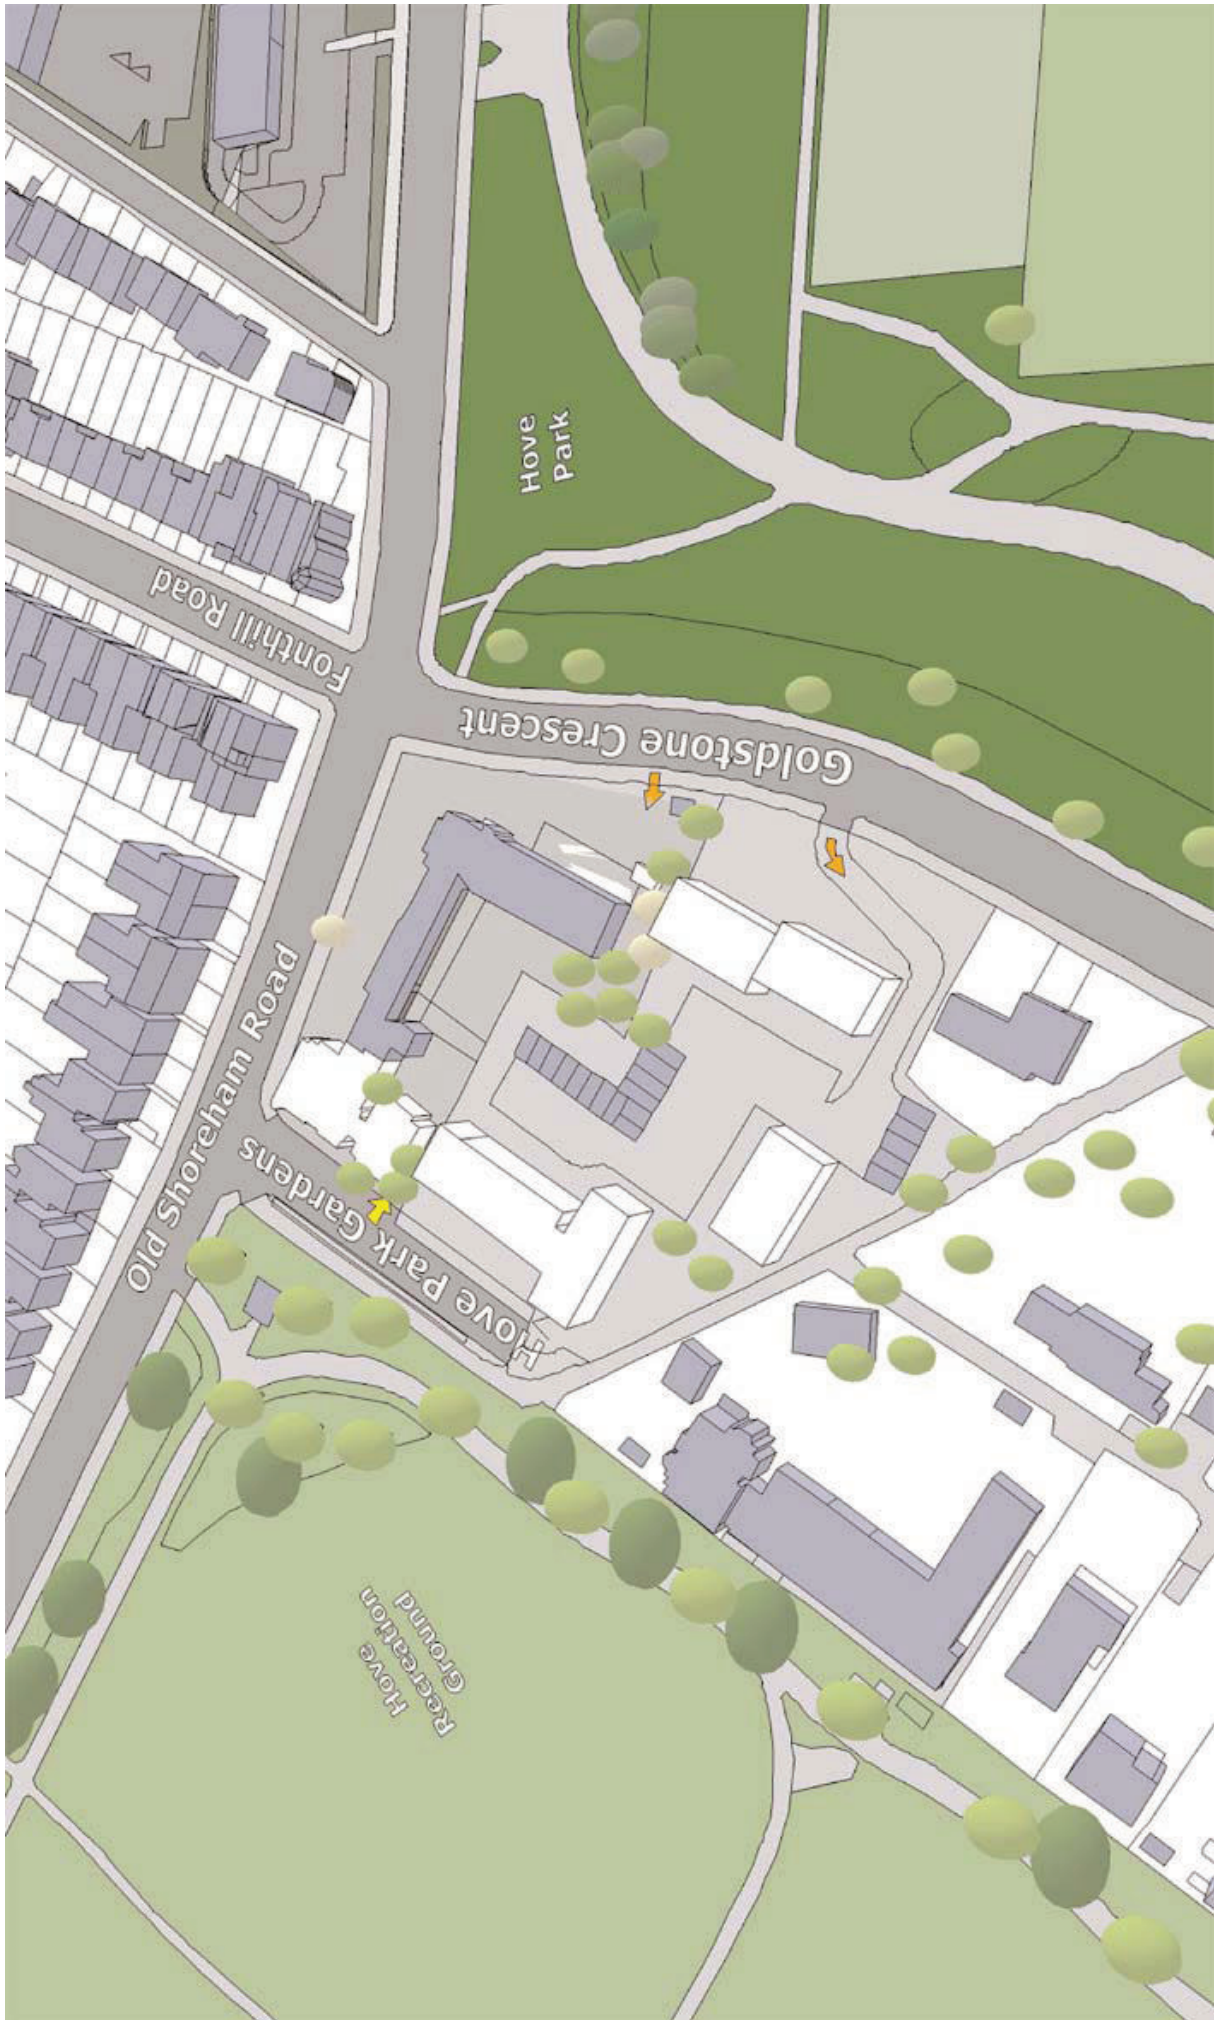 Hove
Park
Fonthill Road
Goldstone Crescent
Old Shoreham Road
Hove Park Gardens
Hove
Recreation
Ground